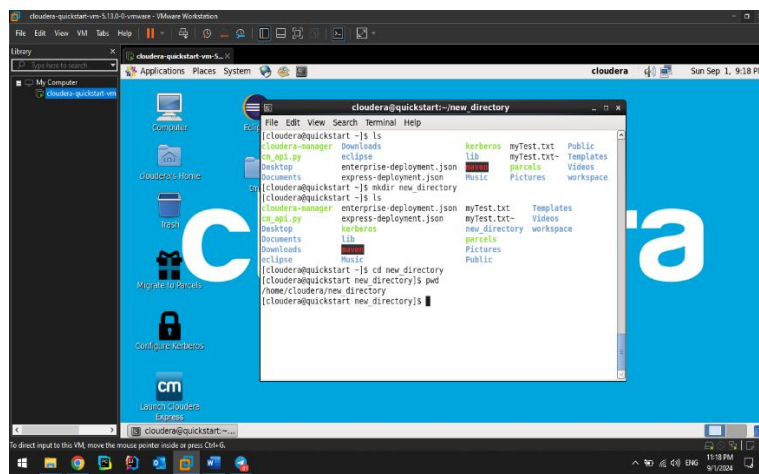 cloudera-quickstart-vm-5.13.0-0-vmware - VMware Workstation
File Edit View VM Tabs Help
Library
Type here to search
My Computer
cloudera-quickstart-vm
cloudera-quickstart-vm-5...
Applications Places System
cloudera
Sun Sep 1, 9:18 P
Computer
cloudera's Home
Trash
Migrate to Parcels
Configure Kerberos
cm
Launch Cloudera
Express
cloudera@quickstart:~/new_directory
File Edit View Search Terminal Help
[cloudera@quickstart ~]$ ls
cloudera-manager Downloads kerberos myTest.txt Public
cm_api.py eclipse lib myTest.txt~ Templates
Desktop enterprise-deployment.json maven parcels Videos
Documents express-deployment.json Music Pictures workspace
[cloudera@quickstart ~]$ mkdir new_directory
[cloudera@quickstart ~]$ ls
cloudera-manager enterprise-deployment.json myTest.txt Templates
cm_api.py express-deployment.json myTest.txt~ Videos
Desktop kerberos new_directory workspace
Documents lib parcels
Downloads maven Pictures
eclipse Music Public
[cloudera@quickstart ~]$ cd new_directory
[cloudera@quickstart new_directory]$ pwd
/home/cloudera/new_directory
[cloudera@quickstart new_directory]$
cloudera@quickstart:~...
To direct input to this VM, move the mouse pointer inside or press Ctrl+G.
ENG
11:18 PM
9/1/2024